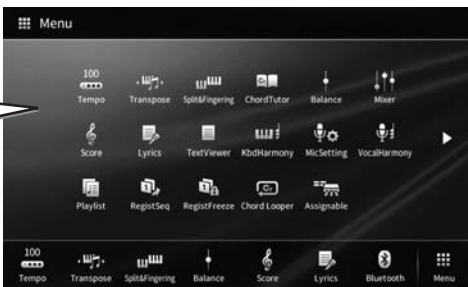 Menu
100
Tempo Transpose Split&Fingering ChordTutor Balance Mixer
Score Lyrics TextViewer KbdHarmony MicSetting VocalHarmony
Playlist RegistSeq RegistFreeze Chord Looper Assignable
100
Tempo Transpose Split&Fingering Balance Score Lyrics Bluetooth Menu